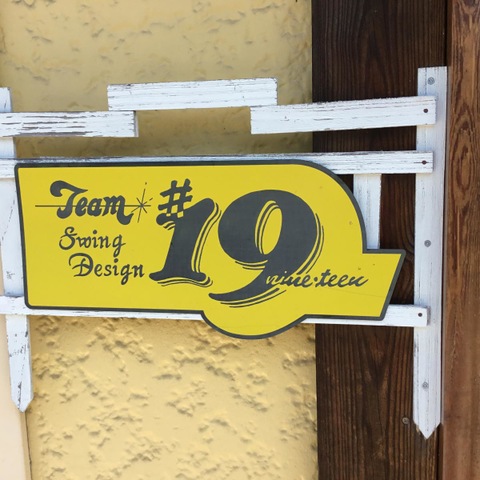 Team #19
Swing
Design
nine·teen